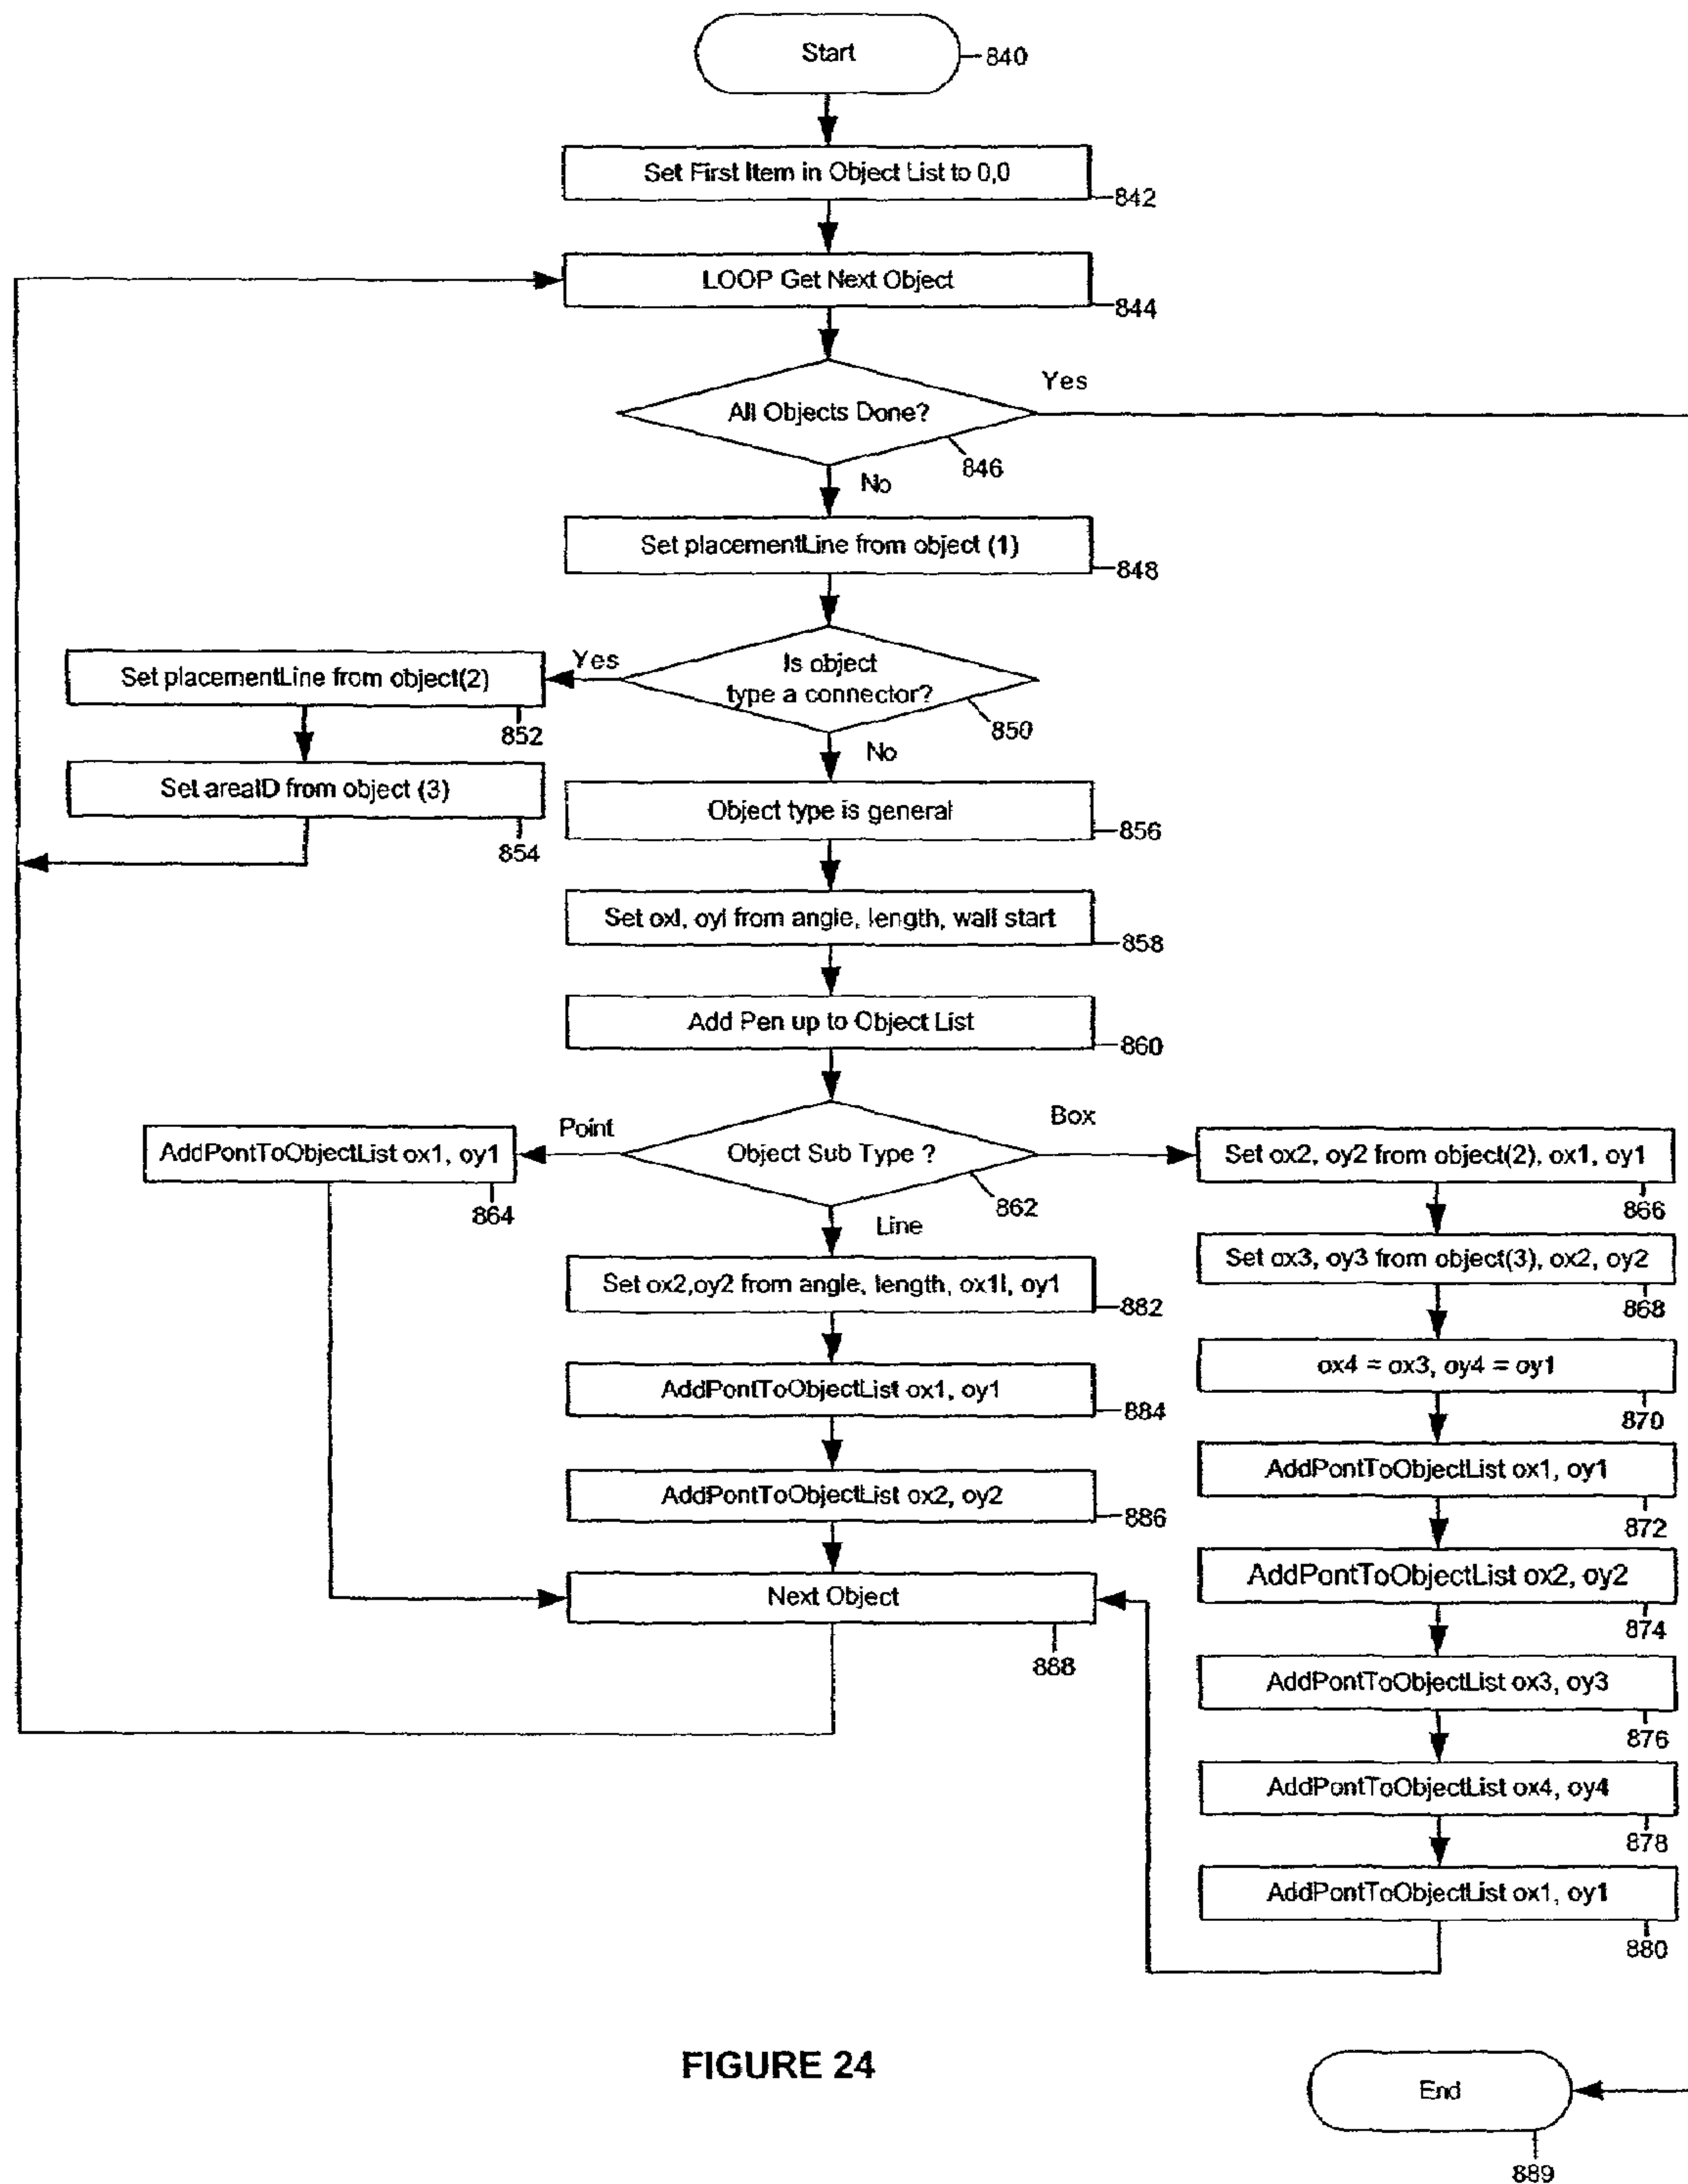 Start
840
Set First Item in Object List to 0,0
842
LOOP Get Next Object
844
Yes
All Objects Done?
846
No
Set placementLine from object (1)
848
Is object
type a connector?
850
Yes
Set placementLine from object(2)
852
Set areaID from object (3)
854
No
Object type is general
856
Set oxl, oyl from angle, length, wall start
858
Add Pen up to Object List
860
Object Sub Type ?
862
Point
AddPontToObjectList ox1, oy1
864
Box
Set ox2, oy2 from object(2), ox1, oy1
866
Set ox3, oy3 from object(3), ox2, oy2
868
ox4 = ox3, oy4 = oy1
870
AddPontToObjectList ox1, oy1
872
AddPontToObjectList ox2, oy2
874
AddPontToObjectList ox3, oy3
876
AddPontToObjectList ox4, oy4
878
AddPontToObjectList ox1, oy1
880
Line
Set ox2,oy2 from angle, length, ox1l, oy1
882
AddPontToObjectList ox1, oy1
884
AddPontToObjectList ox2, oy2
886
Next Object
888
FIGURE 24
End
889